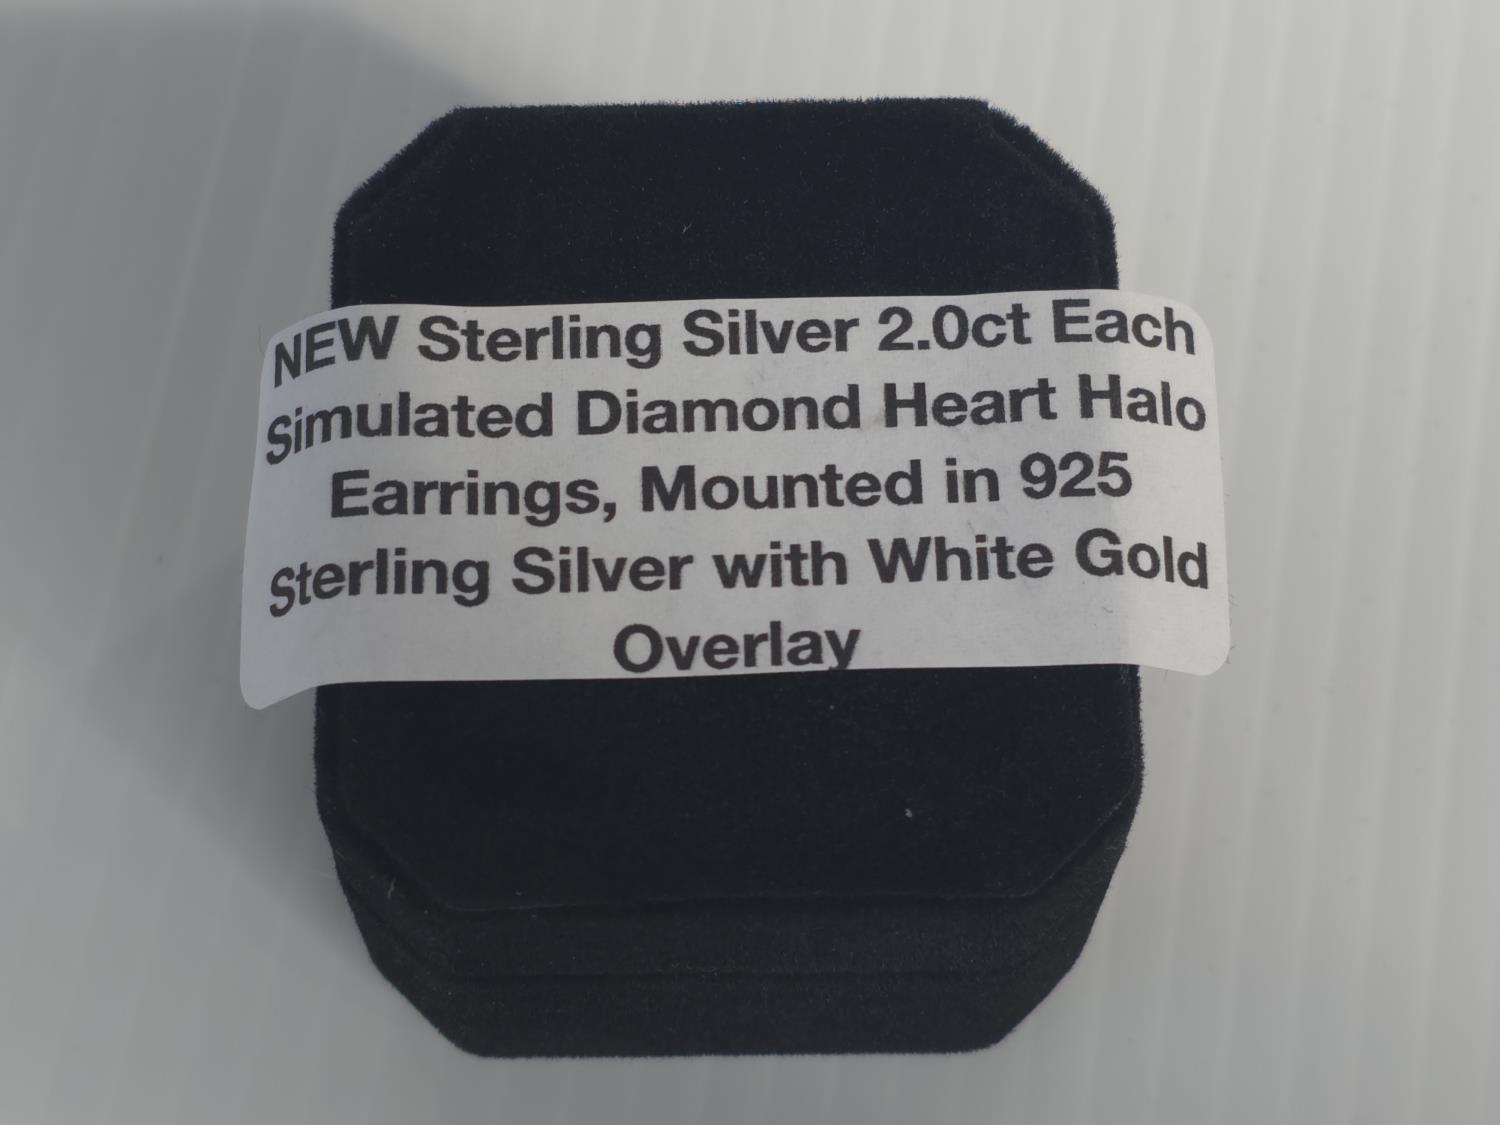 NEW Sterling Silver 2.0ct Each
Simulated Diamond Heart Halo
Earrings, Mounted in 925
Sterling Silver with White Gold
Overlay